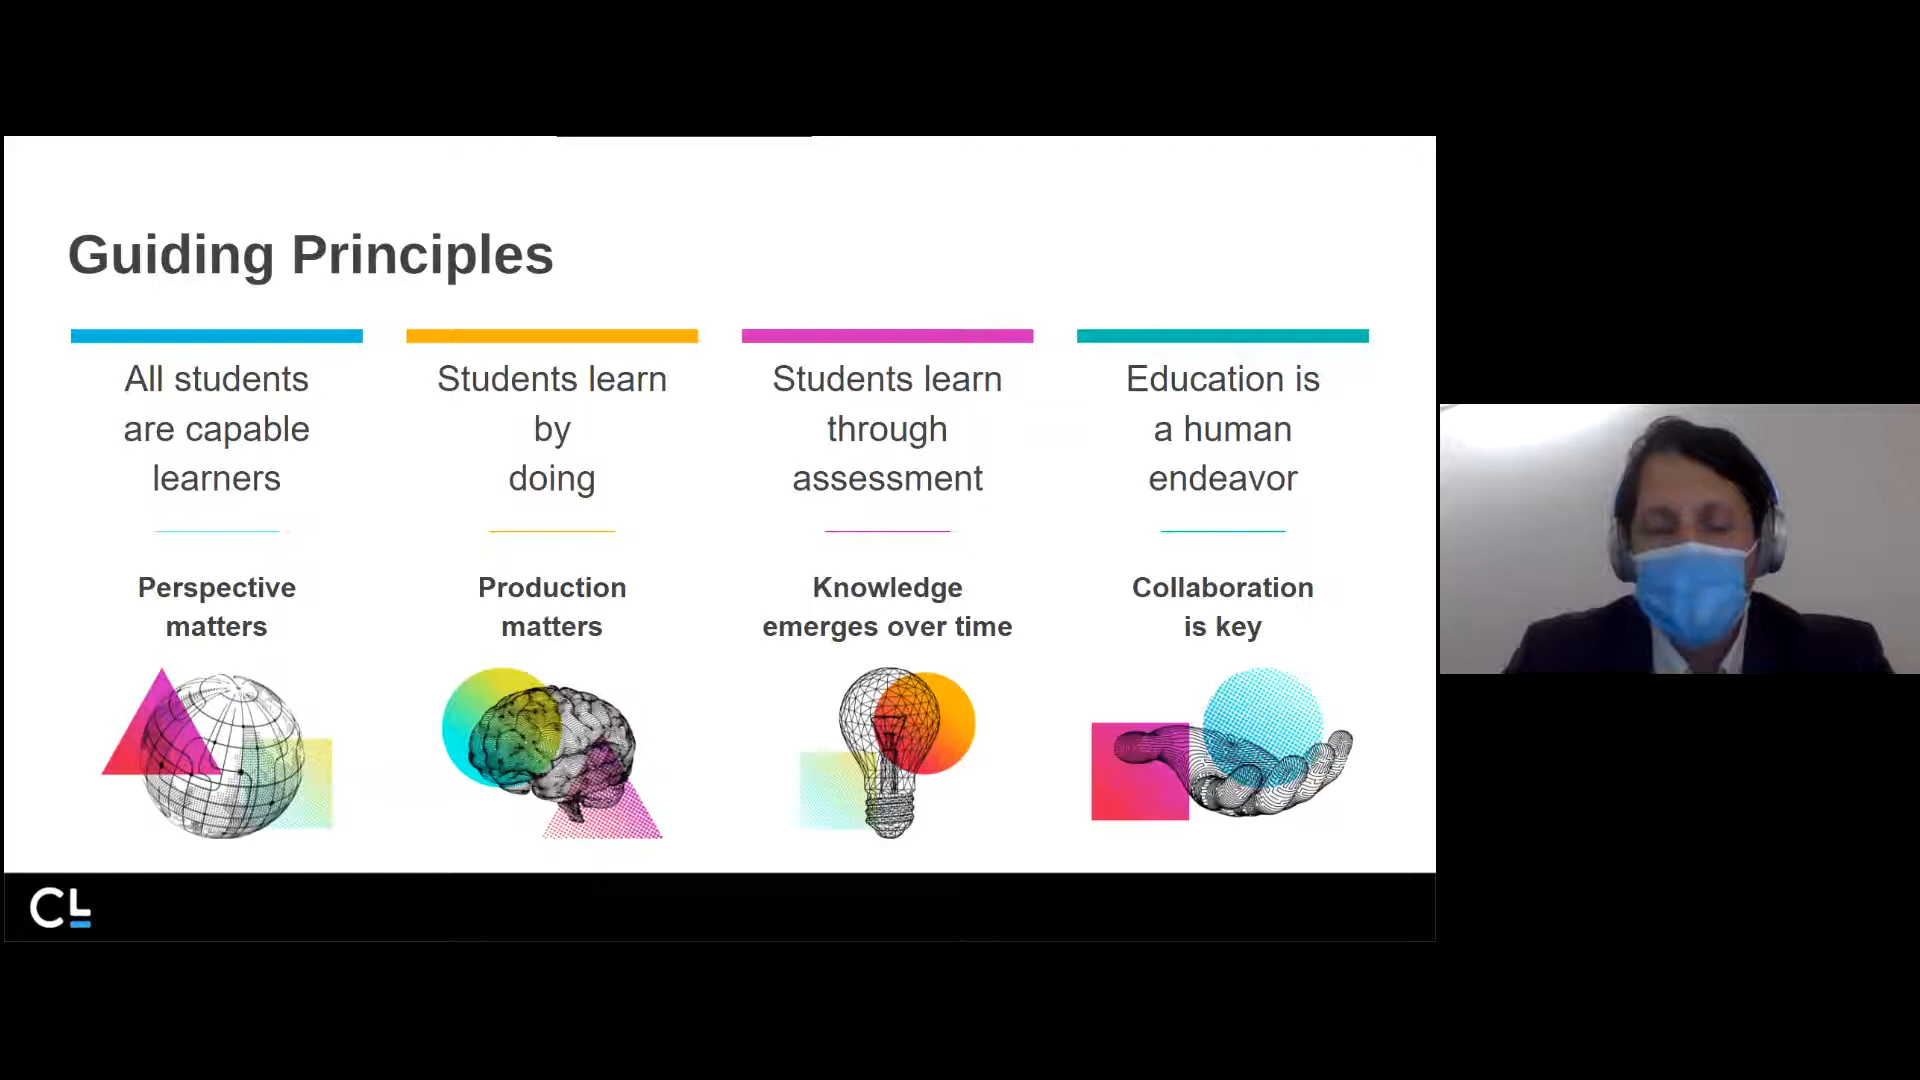 Guiding Principles
All students
are capable
learners
Perspective
matters
Students learn
by
doing
Production
matters
Students learn
through
assessment
Knowledge
emerges over time
Education is
a human
endeavor
Collaboration
is key
CL